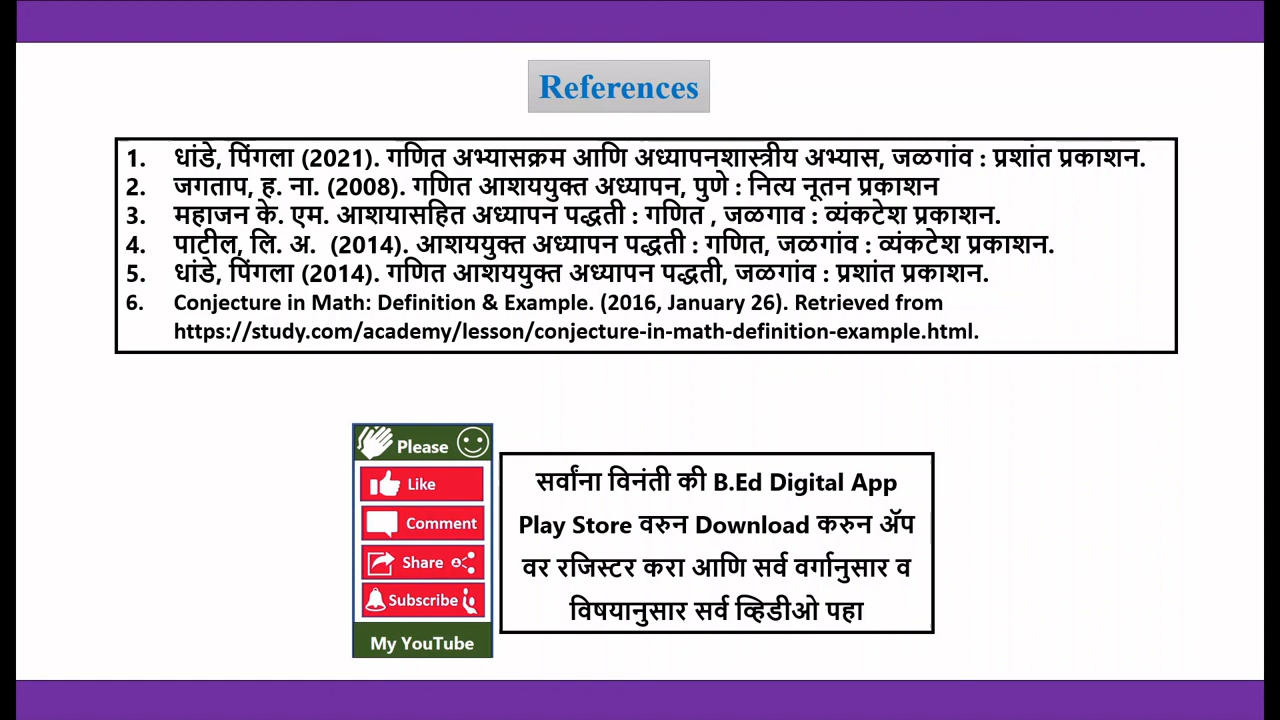 References
1. धांडे, पिंगला (2021). गणित अभ्यासक्रम आणि अध्यापनशास्त्रीय अभ्यास, जळगांव : प्रशांत प्रकाशन.
2. जगताप, ह. ना. (2008). गणित आशययुक्त अध्यापन, पुणे : नित्य नूतन प्रकाशन
3. महाजन के. एम. आशयासहित अध्यापन पद्धती : गणित , जळगाव : व्यंकटेश प्रकाशन.
4. पाटील, लि. अ. (2014). आशययुक्त अध्यापन पद्धती : गणित, जळगांव : व्यंकटेश प्रकाशन.
5. धांडे, पिंगला (2014). गणित आशययुक्त अध्यापन पद्धती, जळगांव : प्रशांत प्रकाशन.
6. Conjecture in Math: Definition & Example. (2016, January 26). Retrieved from
https://study.com/academy/lesson/conjecture-in-math-definition-example.html.
Please
Like
Comment
Share
Subscribe
My YouTube
सर्वांना विनंती की B.Ed Digital App
Play Store वरुन Download करुन ॲप
वर रजिस्टर करा आणि सर्व वर्गानुसार व
विषयानुसार सर्व व्हिडीओ पहा